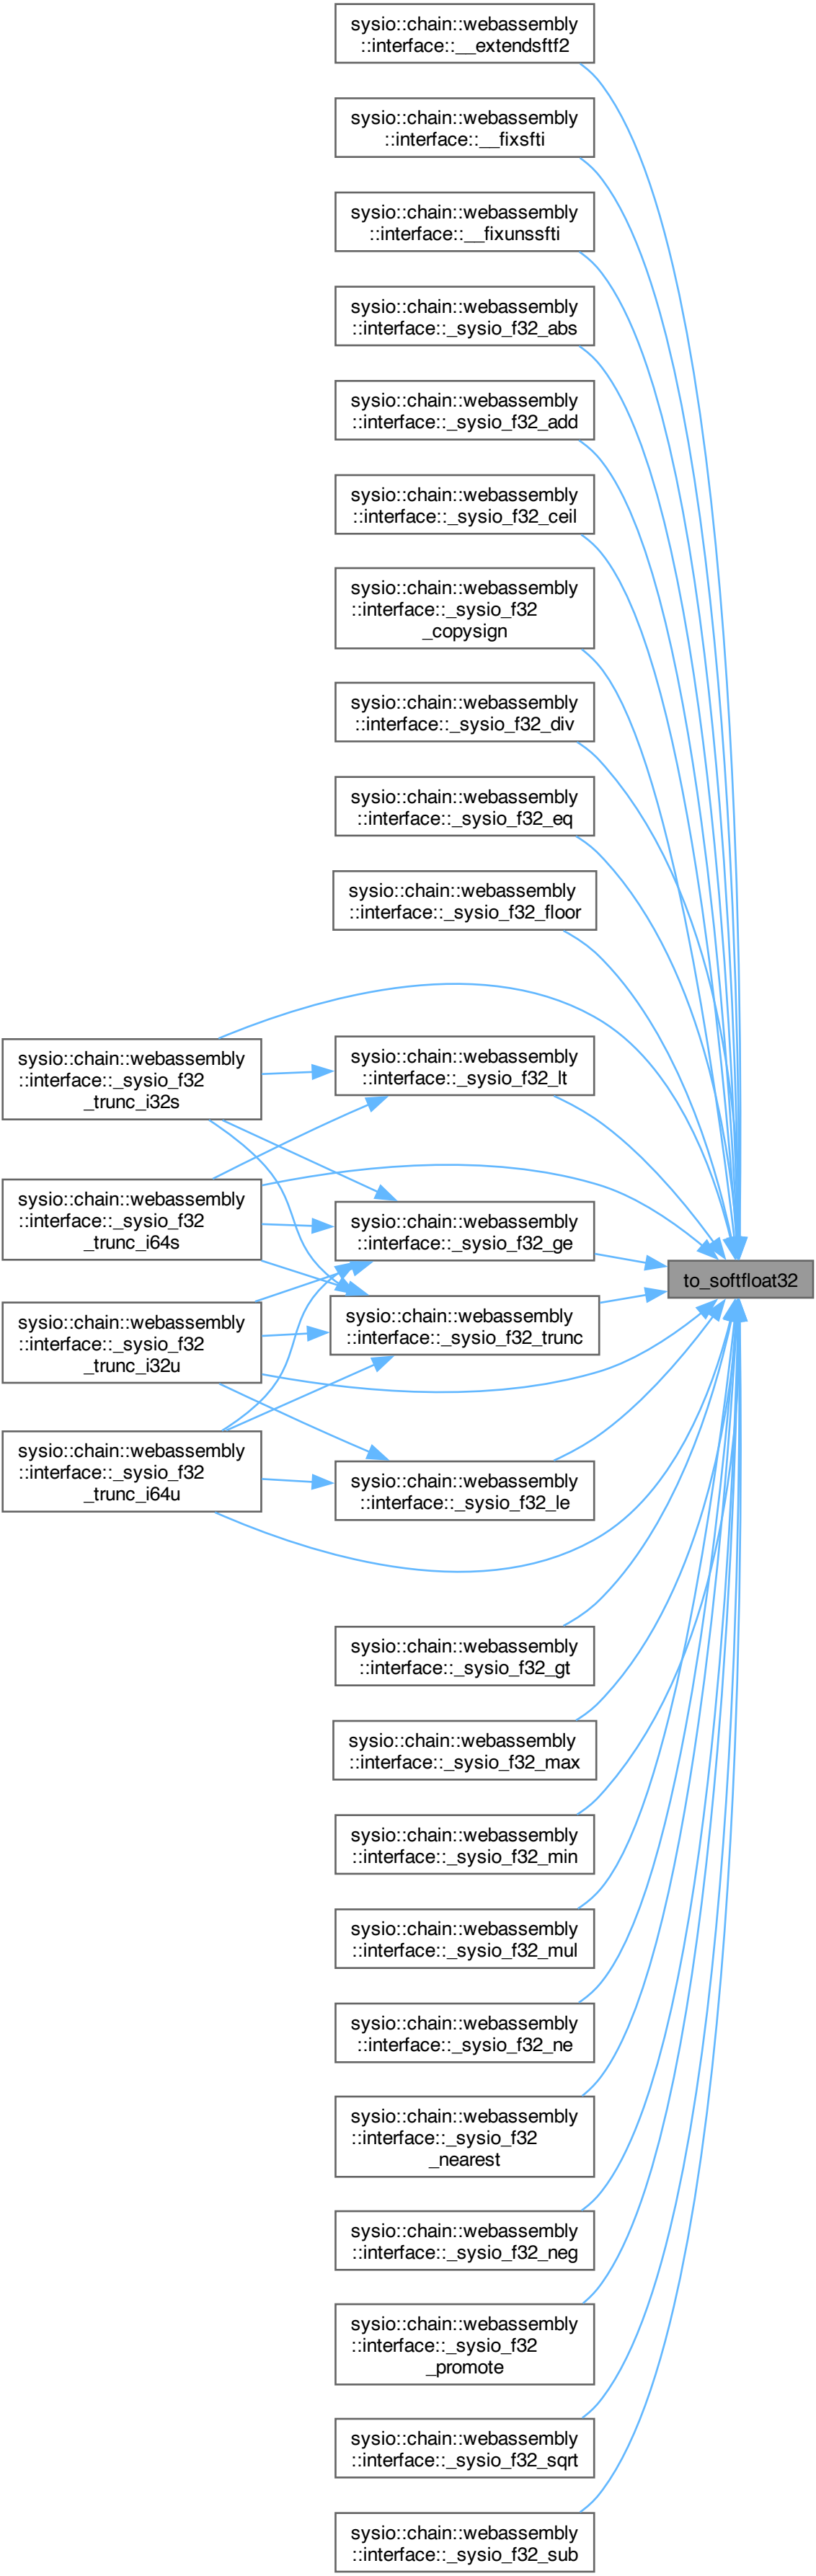 sysio::chain::webassembly
::interface::__extendsftf2
sysio::chain::webassembly
::interface::__fixsfti
sysio::chain::webassembly
::interface::__fixunssfti
sysio::chain::webassembly
::interface::_sysio_f32_abs
sysio::chain::webassembly
::interface::_sysio_f32_add
sysio::chain::webassembly
::interface::_sysio_f32_ceil
sysio::chain::webassembly
::interface::_sysio_f32
_copysign
sysio::chain::webassembly
::interface::_sysio_f32_div
sysio::chain::webassembly
::interface::_sysio_f32_eq
sysio::chain::webassembly
::interface::_sysio_f32_floor
sysio::chain::webassembly
::interface::_sysio_f32
_trunc_i32s
sysio::chain::webassembly
::interface::_sysio_f32_lt
sysio::chain::webassembly
::interface::_sysio_f32
_trunc_i64s
sysio::chain::webassembly
::interface::_sysio_f32_ge
to_softfloat32
sysio::chain::webassembly
::interface::_sysio_f32
_trunc_i32u
sysio::chain::webassembly
::interface::_sysio_f32_trunc
sysio::chain::webassembly
::interface::_sysio_f32
_trunc_i64u
sysio::chain::webassembly
::interface::_sysio_f32_le
sysio::chain::webassembly
::interface::_sysio_f32_gt
sysio::chain::webassembly
::interface::_sysio_f32_max
sysio::chain::webassembly
::interface::_sysio_f32_min
sysio::chain::webassembly
::interface::_sysio_f32_mul
sysio::chain::webassembly
::interface::_sysio_f32_ne
sysio::chain::webassembly
::interface::_sysio_f32
_nearest
sysio::chain::webassembly
::interface::_sysio_f32_neg
sysio::chain::webassembly
::interface::_sysio_f32
_promote
sysio::chain::webassembly
::interface::_sysio_f32_sqrt
sysio::chain::webassembly
::interface::_sysio_f32_sub